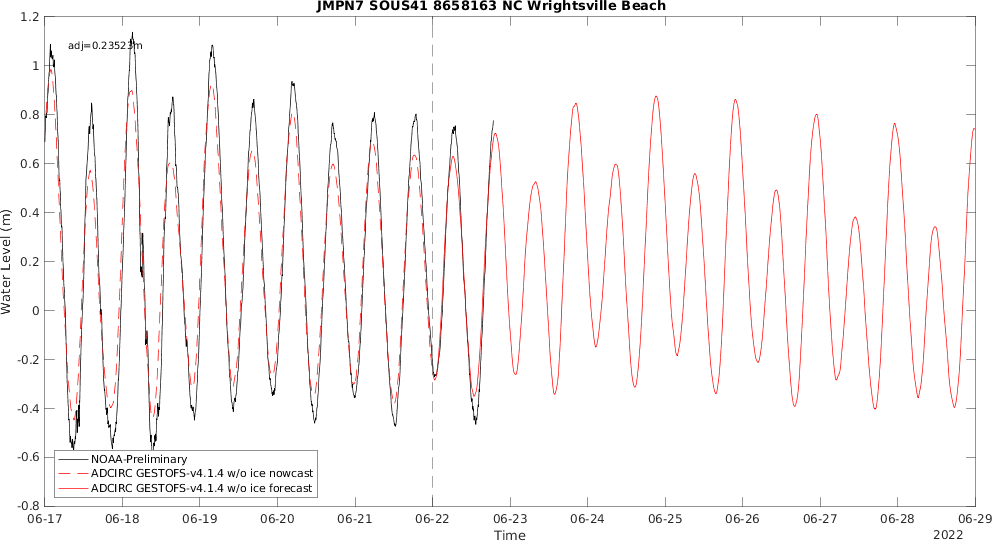 JMPN7 SOUS41 8658163 NC Wrightsville Beach
1.2
adj=0.23523m
1
0.8
0.6
0.4
0.2
0
-0.2
-0.4
-0.6
-0.8
Water Level (m)
NOAA-Preliminary
ADCIRC GESTOFS-v4.1.4 w/o ice nowcast
ADCIRC GESTOFS-v4.1.4 w/o ice forecast
06-17 06-18 06-19 06-20 06-21 06-22 06-23 06-24 06-25 06-26 06-27 06-28 06-29
Time
2022